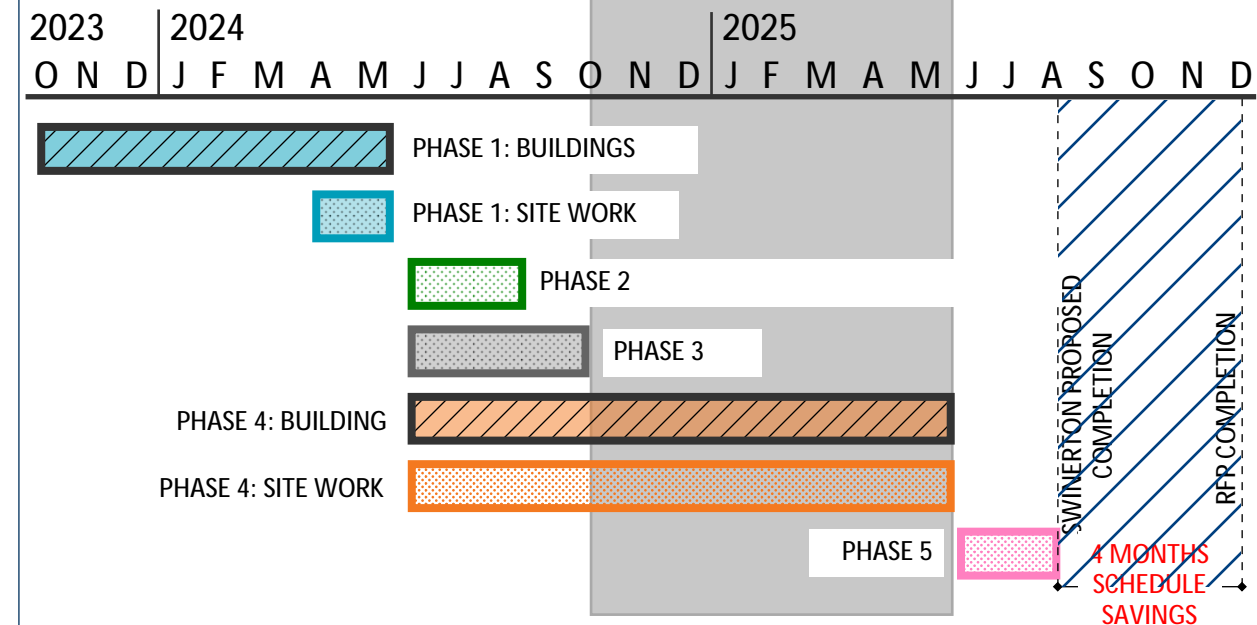 2023 2024 2025
O N D J F M A M J J A S O N D J F M A M J J A S O N D
PHASE 1: BUILDINGS
PHASE 1: SITE WORK
PHASE 2
PHASE 3
PHASE 4: BUILDING
PHASE 4: SITE WORK
PHASE 5
SWINERTON PROPOSED
COMPLETION
RFP COMPLETION
4 MONTHS
SCHEDULE
SAVINGS